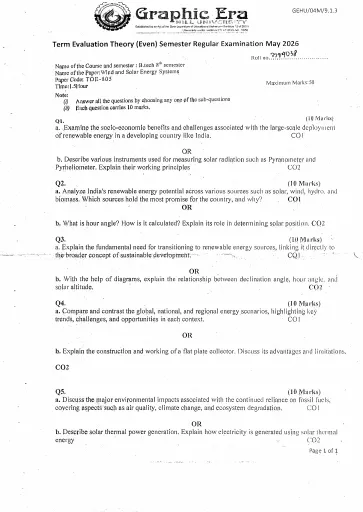 GEHU/04M/9.1.3
Graphic Era
HILL UNIVERSITY
Term Evaluation Theory (Even) Semester Regular Examination May 2026
Roll no.
Name of the Course and semester : B.tech 8th semester
Name of the Paper: Wind and Solar Energy Systems
Paper Code: TOE-805
Time:1.5Hour Maximum Marks:50
Note:
(i) Answer all the questions by choosing any one of the sub-questions
(ii) Each question carries 10 marks.
Q1. (10 Marks)
a. Examine the socio-economic benefits and challenges associated with the large-scale deployment
of renewable energy in a developing country like India. CO1
OR
b. Describe various instruments used for measuring solar radiation such as Pyranometer and
Pyrheliometer. Explain their working principles CO2
Q2. (10 Marks)
a. Analyze India's renewable energy potential across various sources such as solar, wind, hydro, and
biomass. Which sources hold the most promise for the country, and why? CO1
OR
b. What is hour angle? How is it calculated? Explain its role in determining solar position. CO2
Q3. (10 Marks)
a. Explain the fundamental need for transitioning to renewable energy sources, linking it directly to
the broader concept of sustainable development. CO1
OR
b. With the help of diagrams, explain the relationship between declination angle, hour angle, and
solar altitude. CO2
Q4. (10 Marks)
a. Compare and contrast the global, national, and regional energy scenarios, highlighting key
trends, challenges, and opportunities in each context. CO1
OR
b. Explain the construction and working of a flat plate collector. Discuss its advantages and limitations.
CO2
Q5. (10 Marks)
a. Discuss the major environmental impacts associated with the continued reliance on fossil fuels,
covering aspects such as air quality, climate change, and ecosystem degradation. CO1
OR
b. Describe solar thermal power generation. Explain how electricity is generated using solar thermal
energy CO2
Page 1 of 1